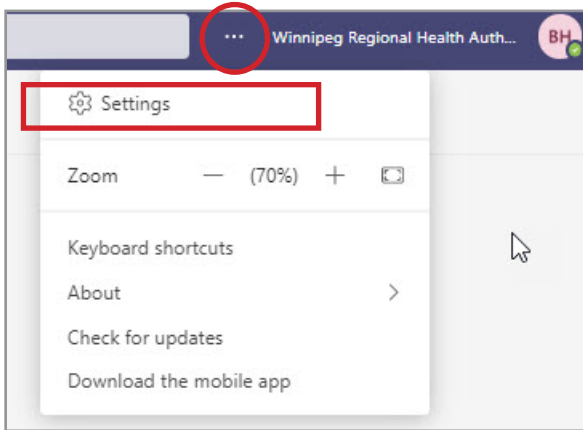 ... Winnipeg Regional Health Auth... BH
Settings
Zoom — (70%) +
Keyboard shortcuts
About >
Check for updates
Download the mobile app